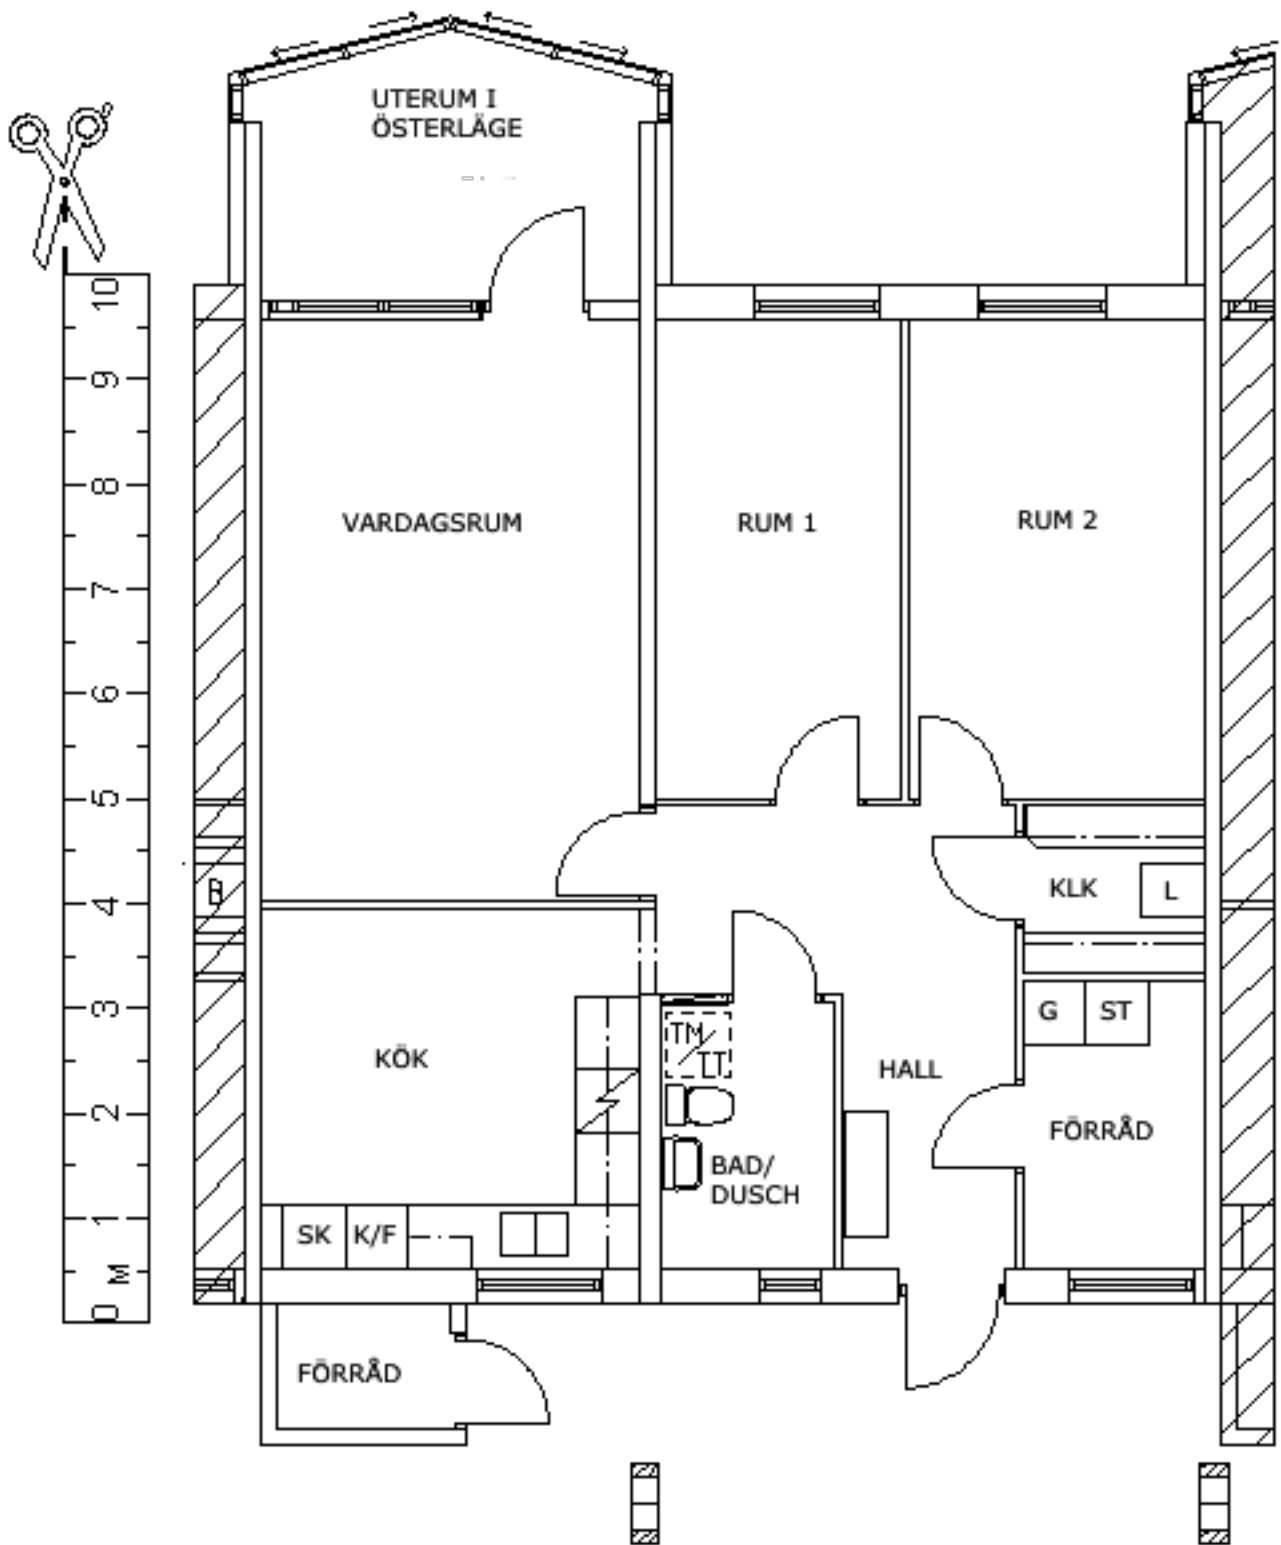 UTERUM I
ÖSTERLÄGE
VARDAGSRUM
RUM 1
RUM 2
KLK
L
G
ST
KÖK
TM
TT
HALL
FÖRRÅD
BAD/
DUSCH
SK
K/F
FÖRRÅD
B
10
9
8
7
6
5
4
3
2
1
M
0